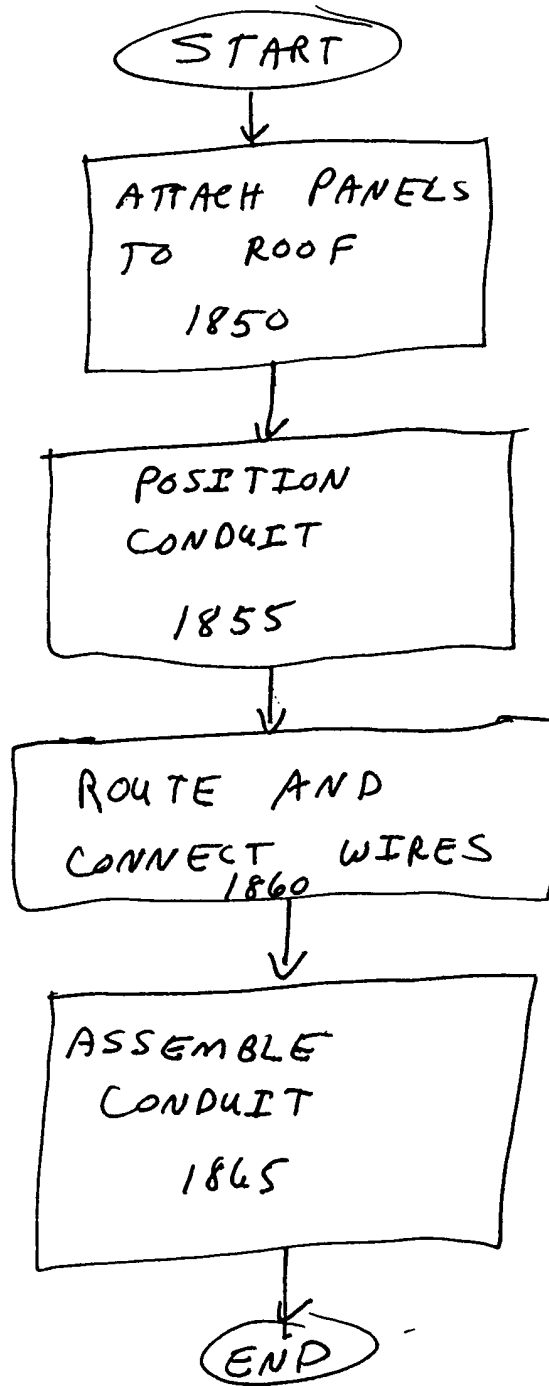 START
ATTACH PANELS
TO ROOF
1850
POSITION
CONDUIT
1855
ROUTE AND
CONNECT WIRES
1860
ASSEMBLE
CONDUIT
1865
END